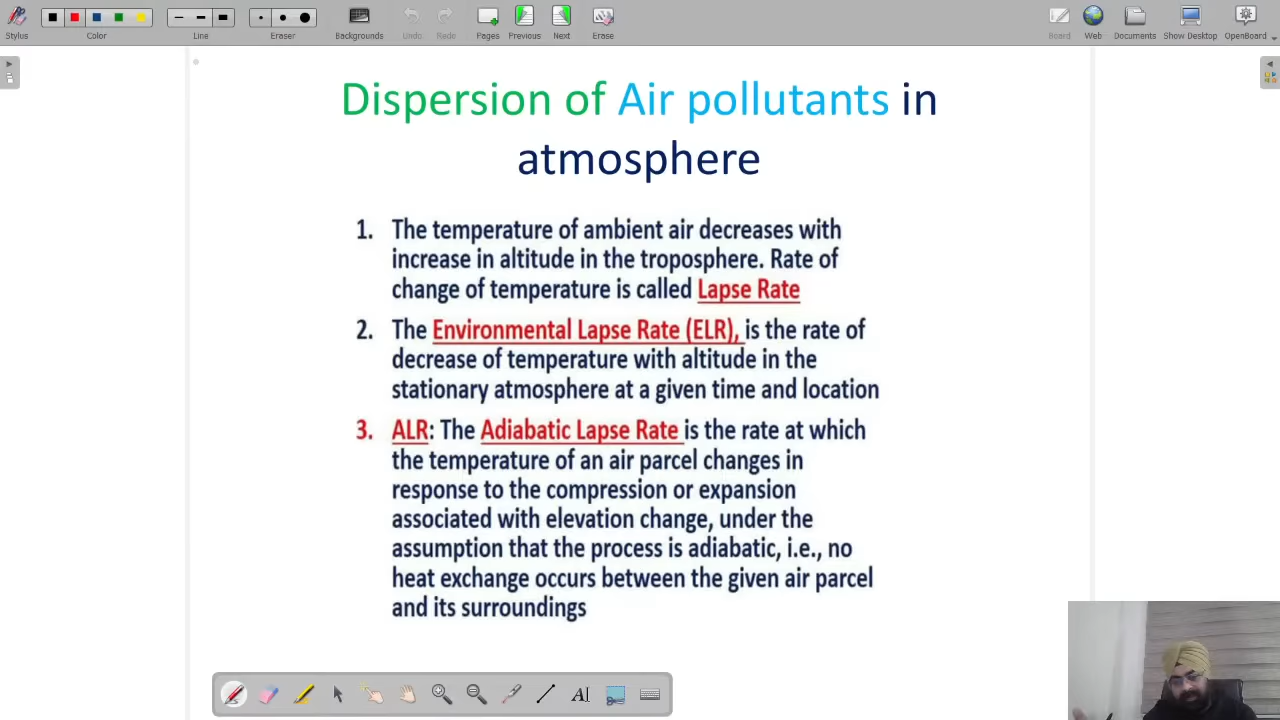 Stylus
Color
Line
Eraser
Backgrounds
Undo
Redo
Pages
Previous
Next
Erase
Board
Web
Documents
Show Desktop
OpenBoard
Dispersion of Air pollutants in
atmosphere
1. The temperature of ambient air decreases with
increase in altitude in the troposphere. Rate of
change of temperature is called Lapse Rate
2. The Environmental Lapse Rate (ELR), is the rate of
decrease of temperature with altitude in the
stationary atmosphere at a given time and location
3. ALR: The Adiabatic Lapse Rate is the rate at which
the temperature of an air parcel changes in
response to the compression or expansion
associated with elevation change, under the
assumption that the process is adiabatic, i.e., no
heat exchange occurs between the given air parcel
and its surroundings
AI